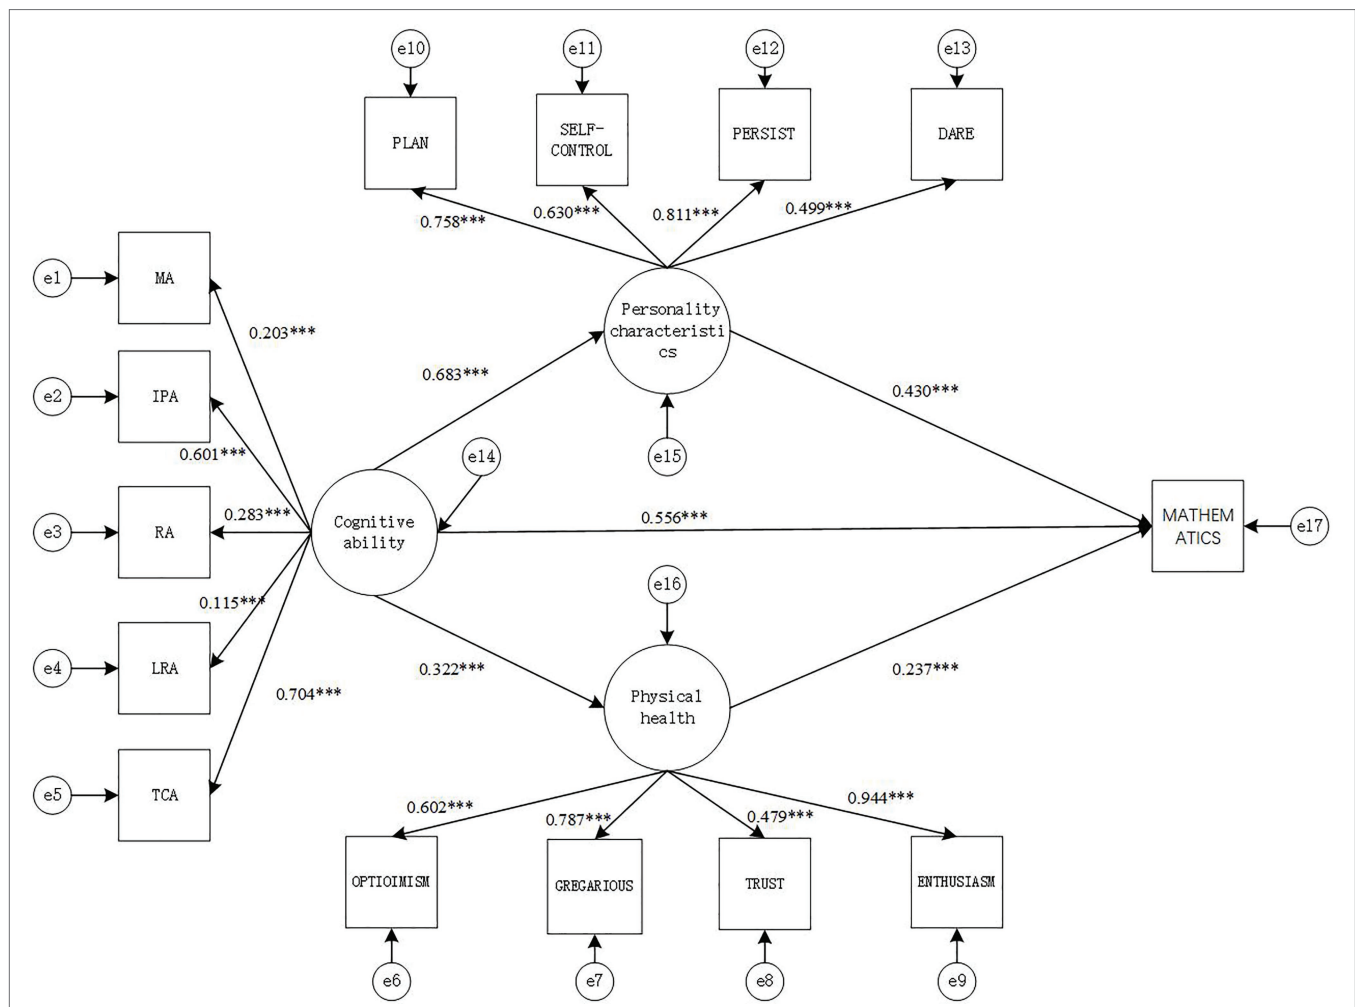 e10
e11
e12
e13
PLAN
SELF-
CONTROL
PERSIST
DARE
0.758***
0.630***
0.811***
0.499***
e1
MA
0.203***
Personality
characteristi
cs
e2
IPA
0.683***
0.430***
0.601***
e14
e15
e3
RA
0.283***
Cognitive
ability
0.556***
MATHEM
ATICS
e17
e16
0.115***
e4
LRA
0.322***
0.237***
0.704***
Physical
health
e5
TCA
0.602***
0.787***
0.479***
0.944***
OPTIOIMISM
GREGARIOUS
TRUST
ENTHUSIASM
e6
e7
e8
e9